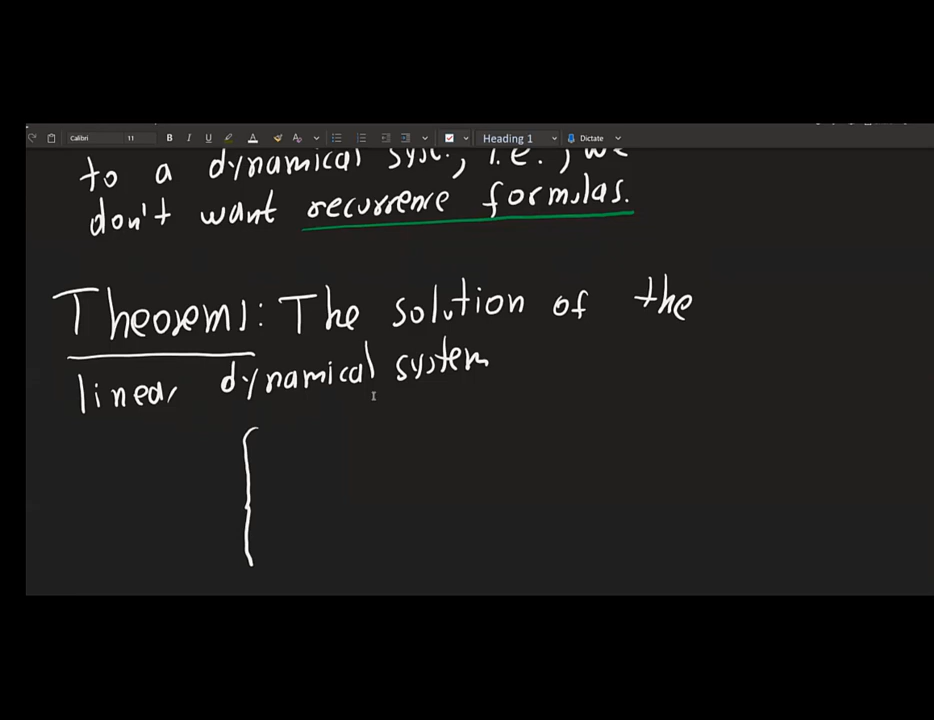 Calibri 11 B I U A Heading 1 Dictate
to a dynamical syst., i.e., we
don't want recurrence formulas.
Theorem1: The solution of the
linear dynamical system